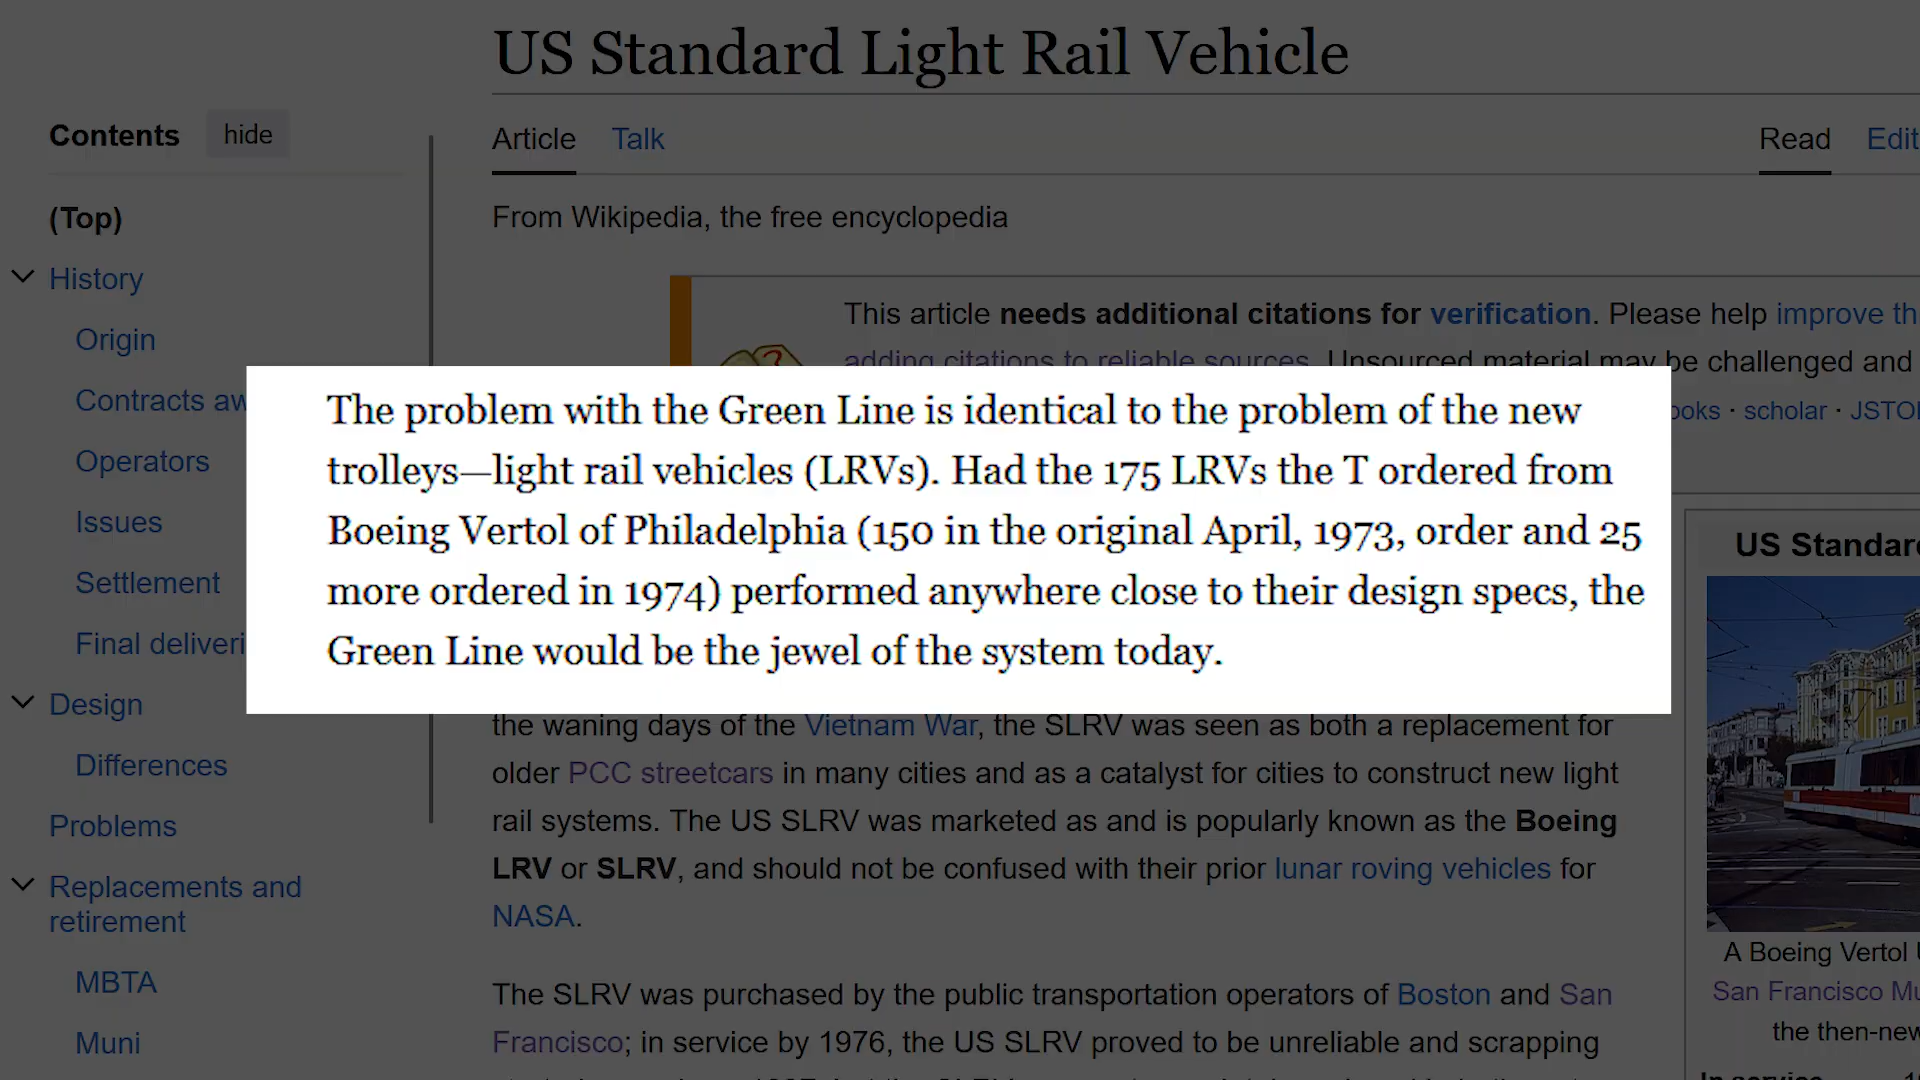 US Standard Light Rail Vehicle
Contents hide
Article Talk
Read Edit
(Top)
From Wikipedia, the free encyclopedia
History
Origin
Contracts
Operators
Issues
Settlement
Final
Design
Differences
Problems
Replacements and
retirement
MBTA
Muni
This article needs additional citations for verification. Please help improve
adding citations to reliable sources. Unsourced material may be challenged and
· scholar ·
The problem with the Green Line is identical to the problem of the new
trolleys—light rail vehicles (LRVs). Had the 175 LRVs the T ordered from
Boeing Vertol of Philadelphia (150 in the original April, 1973, order and 25
more ordered in 1974) performed anywhere close to their design specs, the
Green Line would be the jewel of the system today.
the waning days of the Vietnam War, the SLRV was seen as both a replacement for
older PCC streetcars in many cities and as a catalyst for cities to construct new light
rail systems. The US SLRV was marketed as and is popularly known as the Boeing
LRV or SLRV, and should not be confused with their prior lunar roving vehicles for
NASA.
The SLRV was purchased by the public transportation operators of Boston and San
Francisco; in service by 1976, the US SLRV proved to be unreliable and scrapping
US Standard
A Boeing Vertol
San Francisco
the then-new